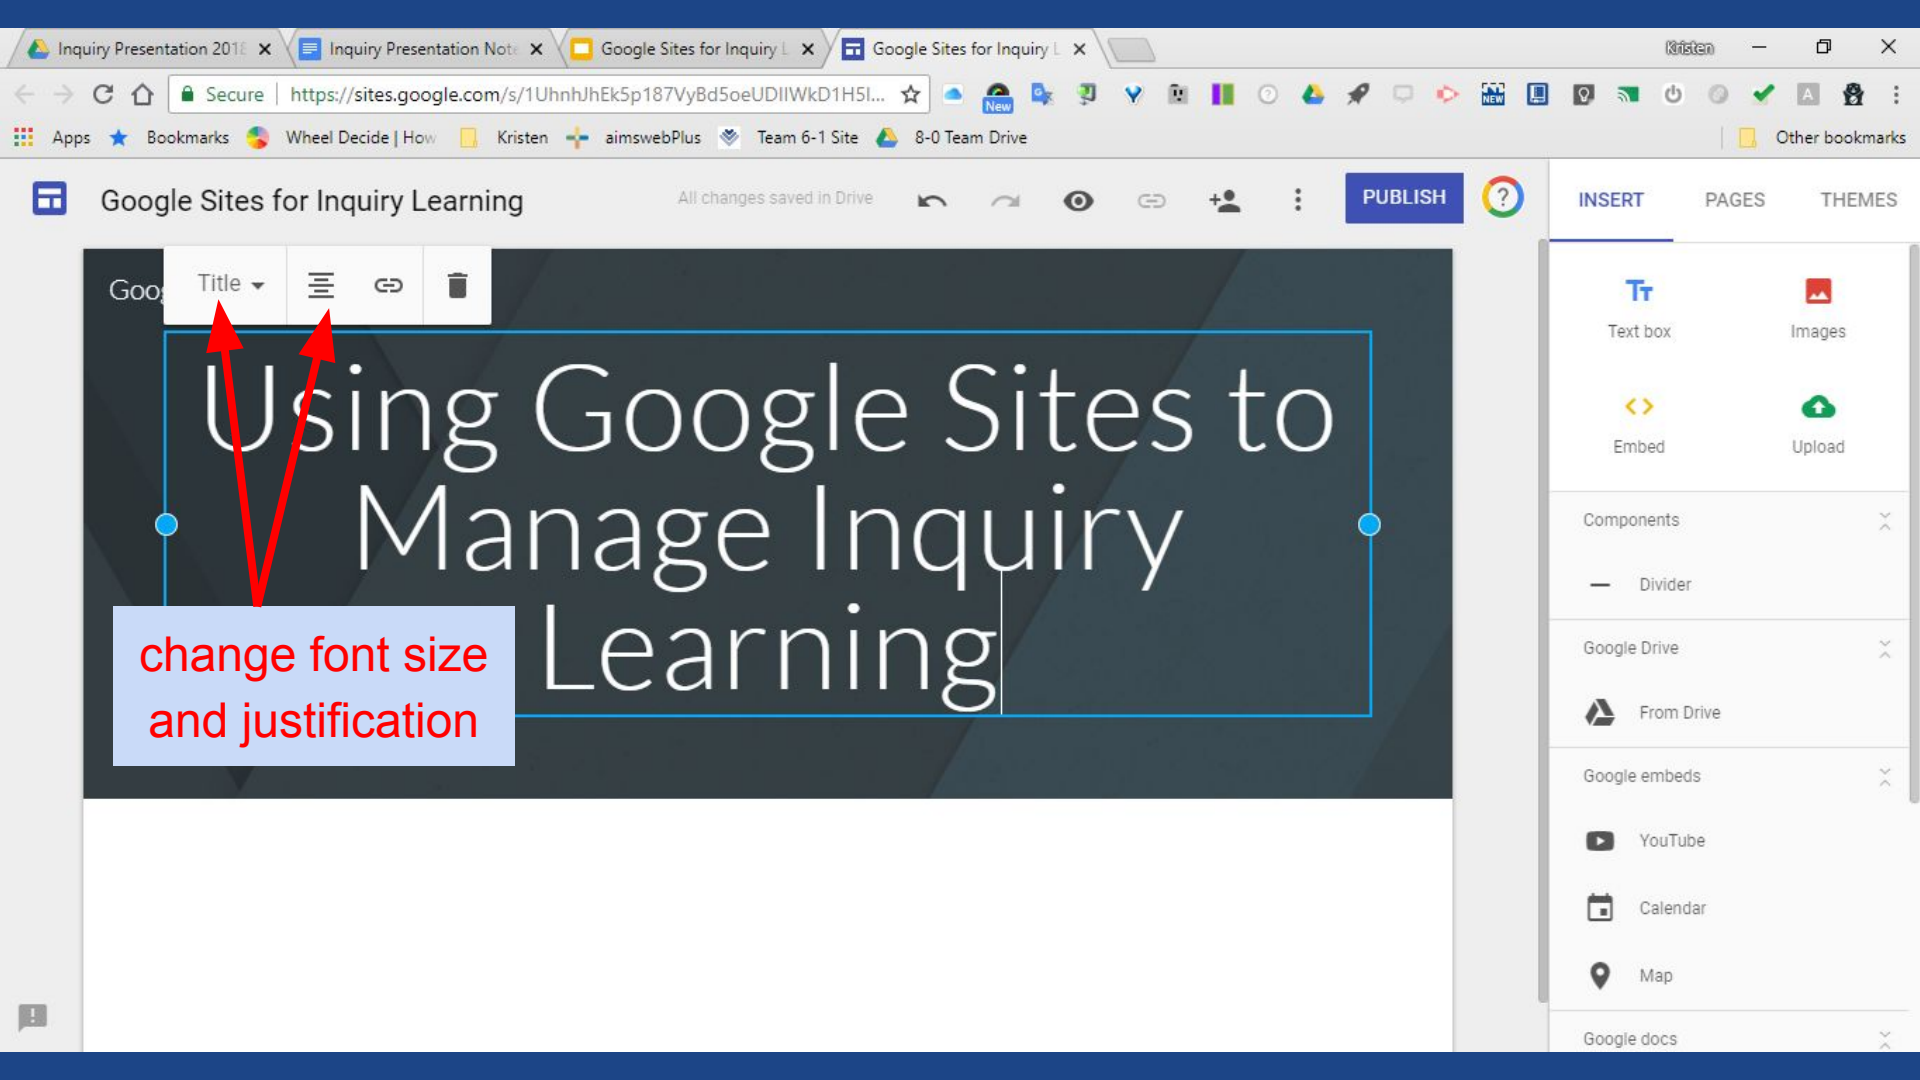 Inquiry Presentation 2018
Inquiry Presentation Note
Google Sites for Inquiry L
Google Sites for Inquiry L
Kristen
Secure
https://sites.google.com/s/1UhnhJhEk5p187VyBd5oeUDIIWkD1H5I...
New
NEW
Apps
Bookmarks
Wheel Decide | How
Kristen
aimswebPlus
Team 6-1 Site
8-0 Team Drive
Other bookmarks
Google Sites for Inquiry Learning
All changes saved in Drive
PUBLISH
INSERT
PAGES
THEMES
Goog
Title
Using Google Sites to
Manage Inquiry
Learning
change font size
and justification
Text box
Images
Embed
Upload
Components
Divider
Google Drive
From Drive
Google embeds
YouTube
Calendar
Map
Google docs